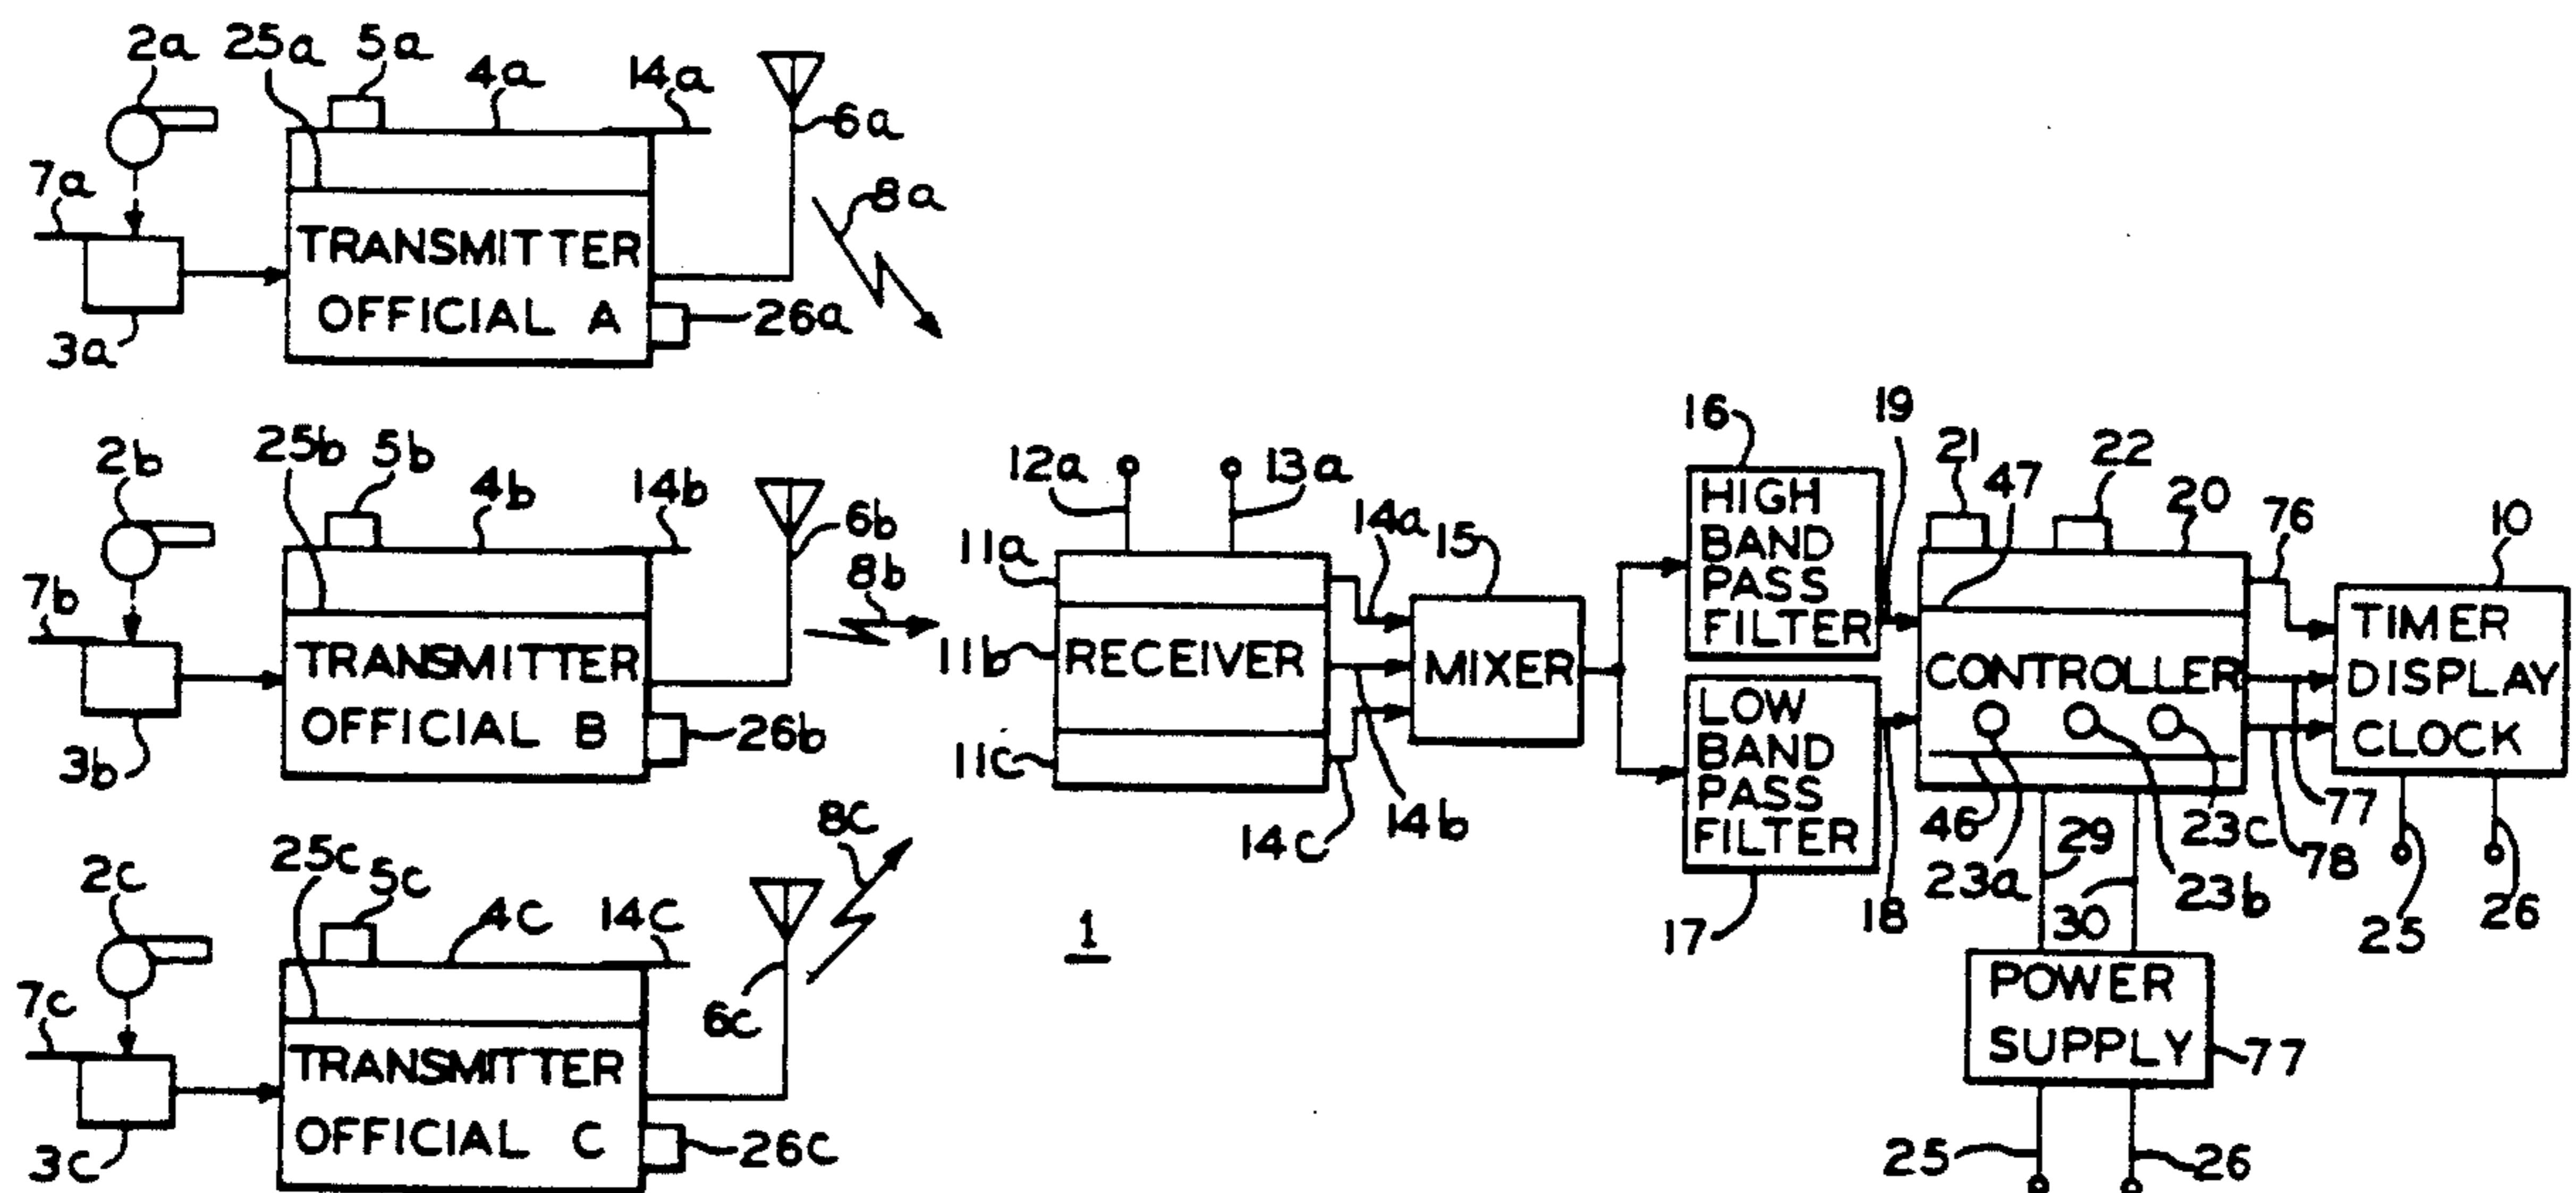 2a 25a 5a 4a 14a
6a
7a 8a
TRANSMITTER
OFFICIAL A
26a
3a
2b 25b 5b 4b 14b
6b
8b
7b
TRANSMITTER
OFFICIAL B
26b
3b
2c 25c 5c 4c 14c
8c
7c 6c
TRANSMITTER
OFFICIAL C
26c
3c
12a 13a
11a 14a 15
11b RECEIVER MIXER
11c
14c 14b
1
16 19
HIGH
BAND
PASS
FILTER
LOW
BAND
PASS
FILTER
17 18
21 47 22 20 76 10
CONTROLLER
46 29 23c 77
23a 23b 78
30
TIMER
DISPLAY
CLOCK
25 26
POWER
SUPPLY 77
25 26